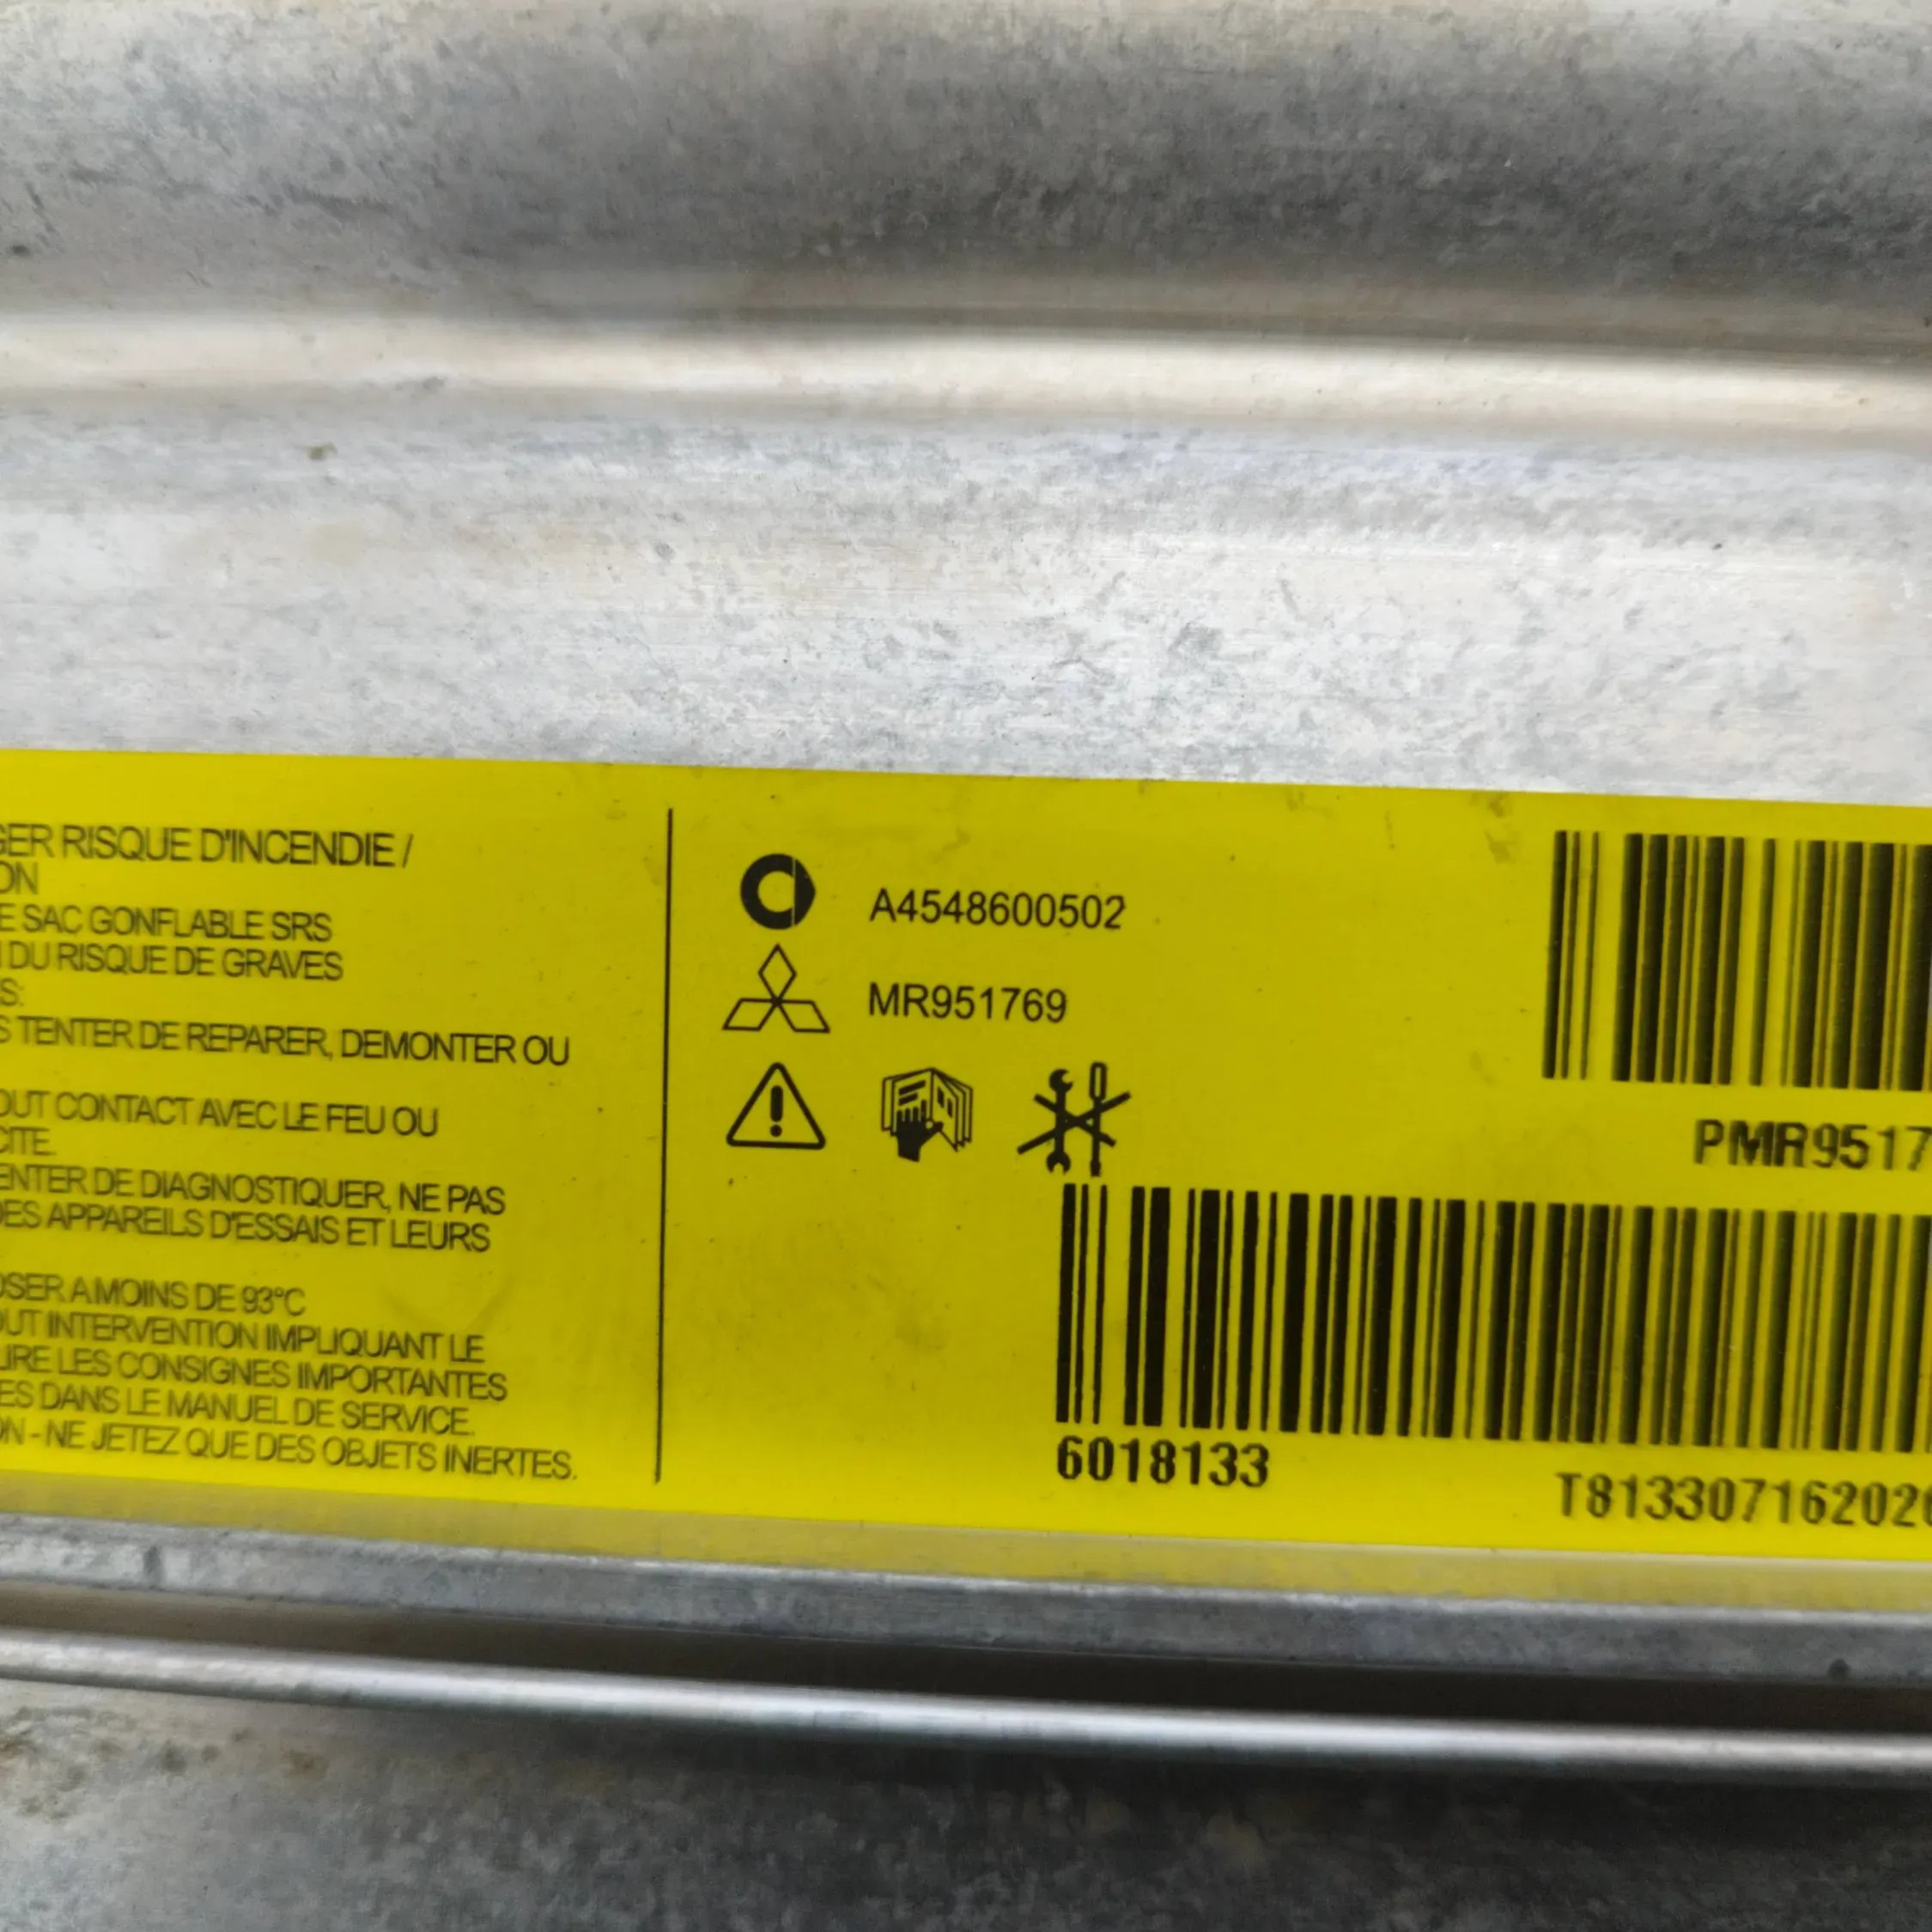 GER RISQUE D'INCENDIE /
ON
E SAC GONFLABLE SRS
DU RISQUE DE GRAVES
S:
S TENTER DE REPARER, DEMONTER OU
OUT CONTACT AVEC LE FEU OU
CITE.
ENTER DE DIAGNOSTIQUER, NE PAS
DES APPAREILS D'ESSAIS ET LEURS
OSER A MOINS DE 93°C
OUT INTERVENTION IMPLIQUANT LE
LIRE LES CONSIGNES IMPORTANTES
ES DANS LE MANUEL DE SERVICE.
ON - NE JETEZ QUE DES OBJETS INERTES.
A4548600502
MR951769
PMR9517
6018133
T813307162020